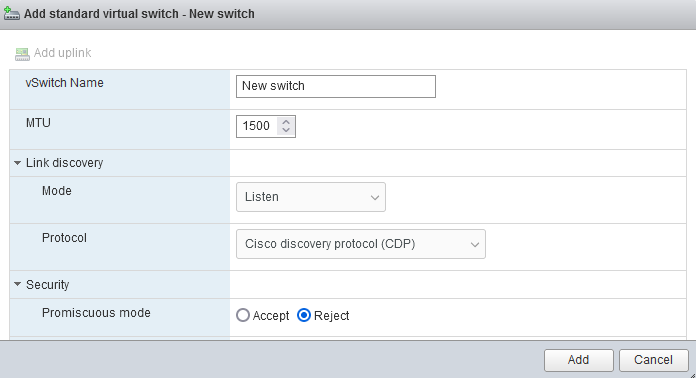 Add standard virtual switch - New switch
Add uplink
vSwitch Name New switch
MTU 1500
Link discovery
Mode Listen
Protocol Cisco discovery protocol (CDP)
Security
Promiscuous mode Accept Reject
Add Cancel